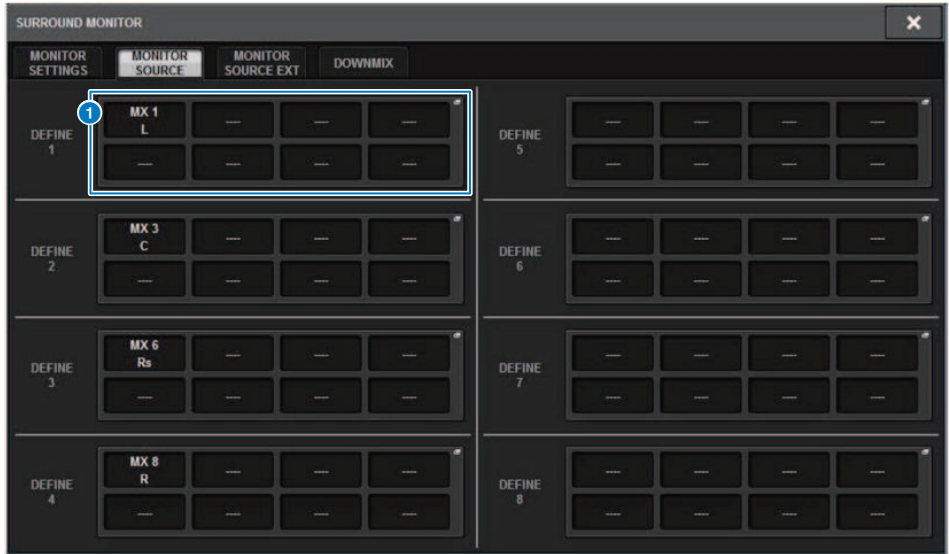 SURROUND MONITOR
MONITOR SETTINGS
MONITOR SOURCE
MONITOR SOURCE EXT
DOWNMIX
1
DEFINE 1
MX 1 L ---- ---- ----
---- ---- ---- ----
DEFINE 5
---- ---- ---- ----
---- ---- ---- ----
DEFINE 2
MX 3 C ---- ---- ----
---- ---- ---- ----
DEFINE 6
---- ---- ---- ----
---- ---- ---- ----
DEFINE 3
MX 6 Rs ---- ---- ----
---- ---- ---- ----
DEFINE 7
---- ---- ---- ----
---- ---- ---- ----
DEFINE 4
MX 8 R ---- ---- ----
---- ---- ---- ----
DEFINE 8
---- ---- ---- ----
---- ---- ---- ----